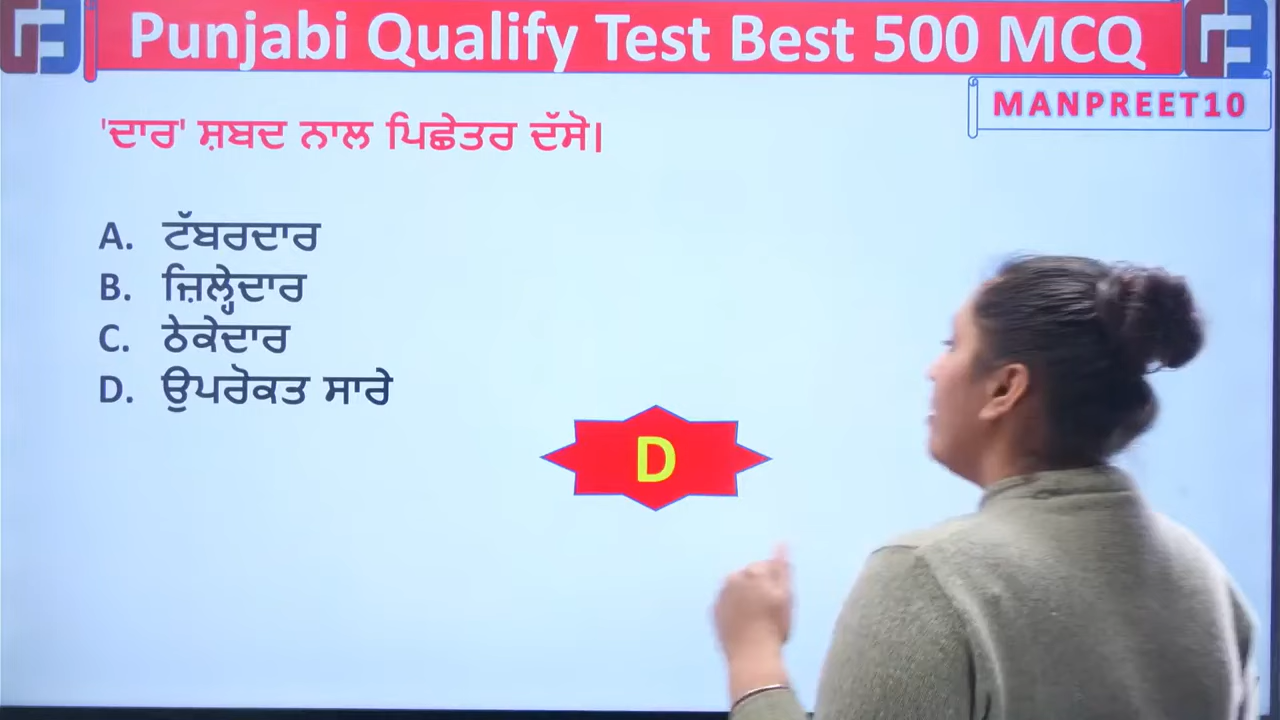 Punjabi Qualify Test Best 500 MCQ
MANPREET10
'ਦਾਰ' ਸ਼ਬਦ ਨਾਲ ਪਿਛੇਤਰ ਦੱਸੋ।
A. ਟੱਬਰਦਾਰ
B. ਜ਼ਿਲ੍ਹੇਦਾਰ
C. ਠੇਕੇਦਾਰ
D. ਉਪਰੋਕਤ ਸਾਰੇ
D